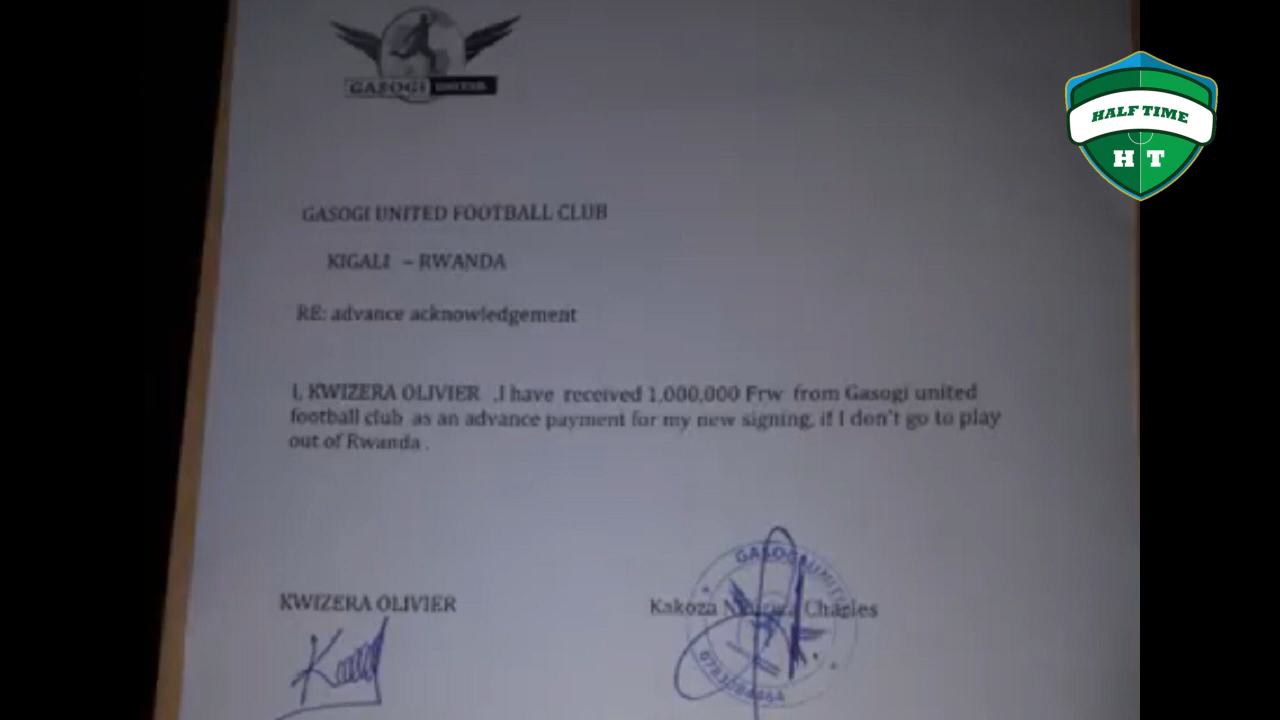 GASOGI UNITED
HALF TIME
H T
GASOGI UNITED FOOTBALL CLUB
KIGALI – RWANDA
RE: advance acknowledgement
I, KWIZERA OLIVIER .I have received 1,000,000 Frw from Gasogi united
football club as an advance payment for my new signing, if I don't go to play
out of Rwanda .
KWIZERA OLIVIER
Kakoza Charles
GASOGI UNITED